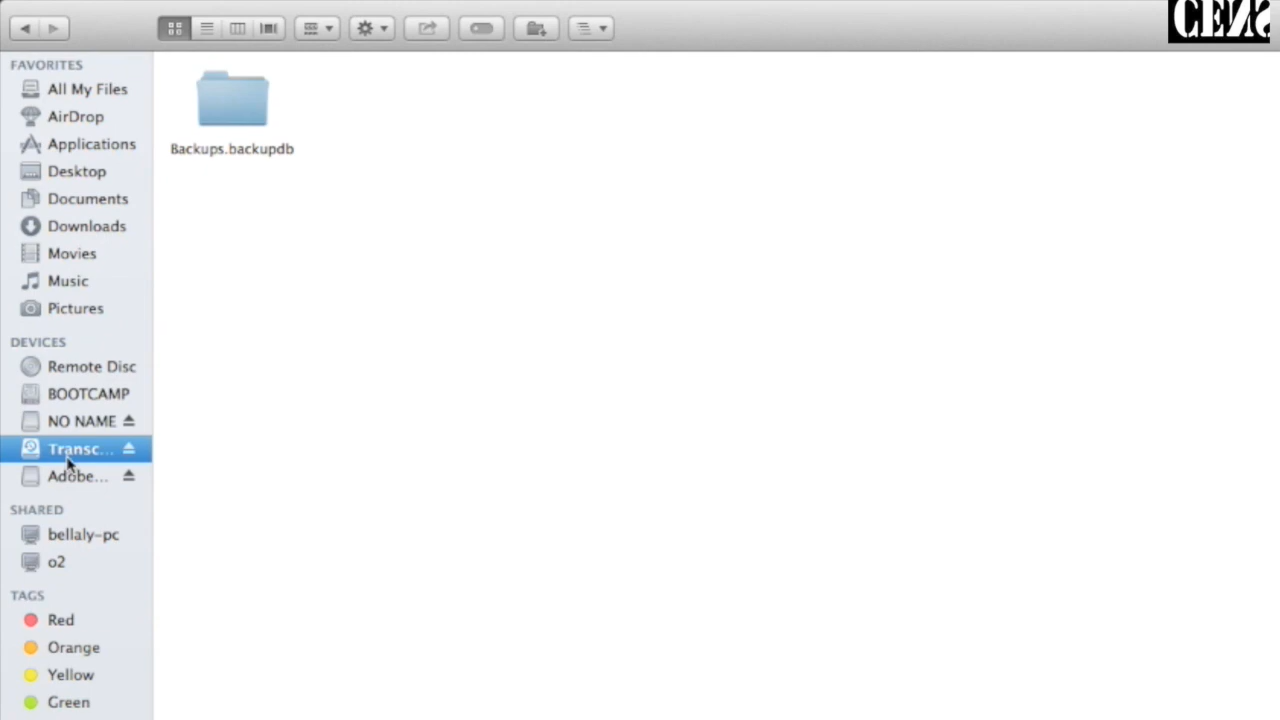 FAVORITES
All My Files
Backups.backupdb
AirDrop
Applications
Desktop
Documents
Downloads
Movies
Music
Pictures
DEVICES
Remote Disc
BOOTCAMP
NO NAME
Transc...
Adobe...
SHARED
bellaly-pc
o2
TAGS
Red
Orange
Yellow
Green